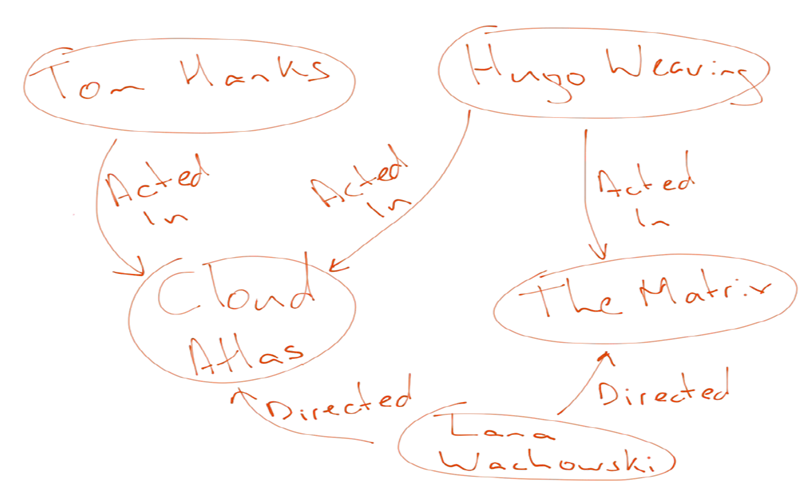 Tom Hanks
Hugo Weaving
Acted
In
Acted
In
Acted
In
Cloud
Atlas
The Matrix
Directed
Directed
Lana
Wachowski